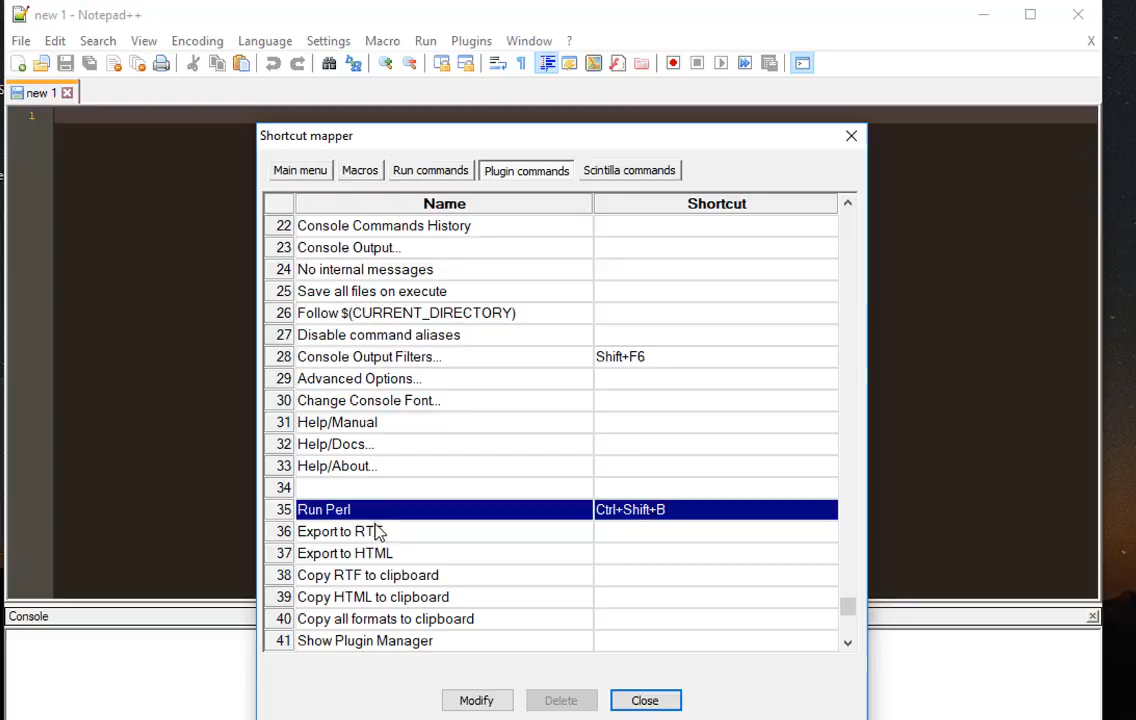 new 1 - Notepad++
File Edit Search View Encoding Language Settings Macro Run Plugins Window ? X
new 1
1
Shortcut mapper
Main menu Macros Run commands Plugin commands Scintilla commands
Name Shortcut
22 Console Commands History
23 Console Output...
24 No internal messages
25 Save all files on execute
26 Follow $(CURRENT_DIRECTORY)
27 Disable command aliases
28 Console Output Filters... Shift+F6
29 Advanced Options...
30 Change Console Font...
31 Help/Manual
32 Help/Docs...
33 Help/About...
34
35 Run Perl Ctrl+Shift+B
36 Export to RTF
37 Export to HTML
38 Copy RTF to clipboard
39 Copy HTML to clipboard
40 Copy all formats to clipboard
41 Show Plugin Manager
Console
Modify Delete Close